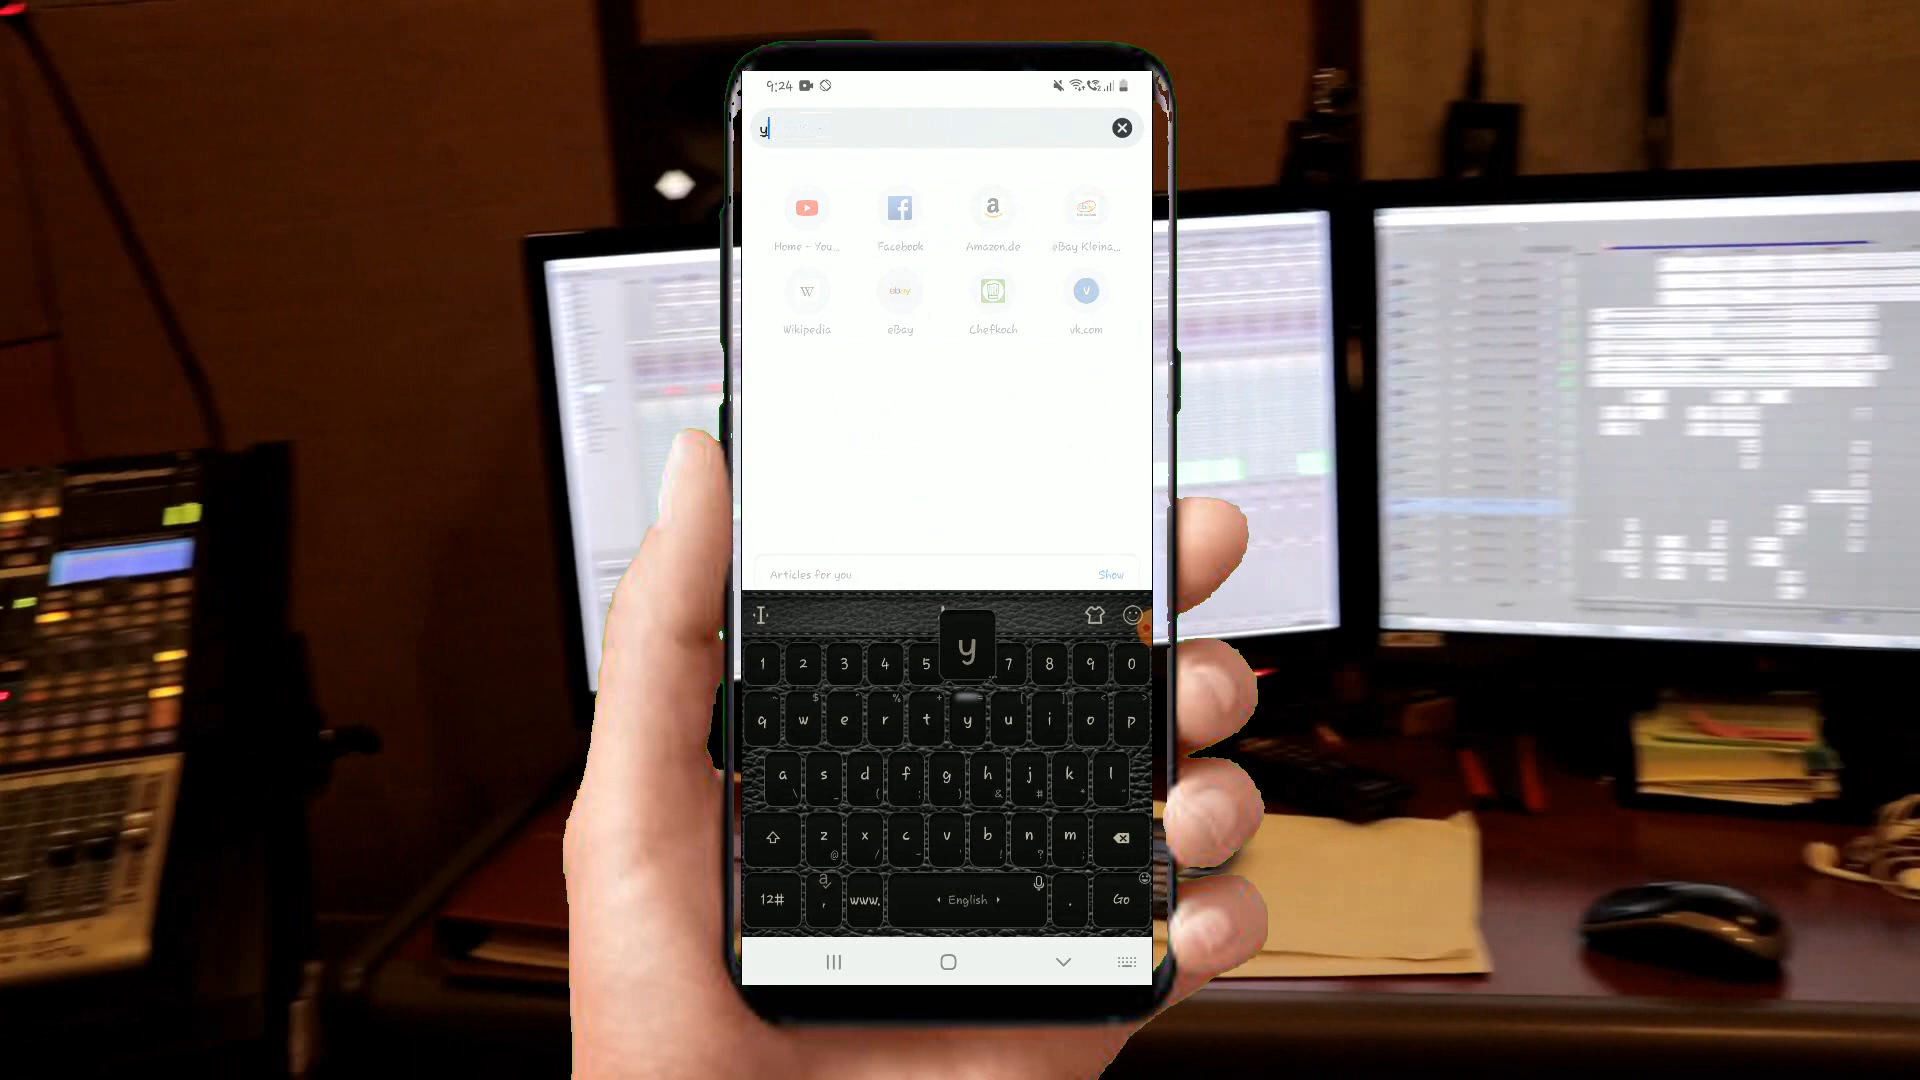 9:24
y
Home - You...
Facebook
Amazon.de
eBay Kleina...
Wikipedia
eBay
Chefkoch
vk.com
Articles for you
Show
y
1 2 3 4 5 7 8 9 0
q w e r t y u i o p
a s d f g h j k l
z x c v b n m
12# , www. English . Go